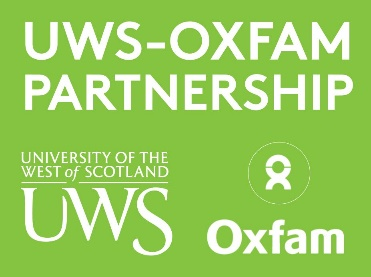 UWS-OXFAM
PARTNERSHIP
UNIVERSITY OF THE
WEST of SCOTLAND
UWS
Oxfam